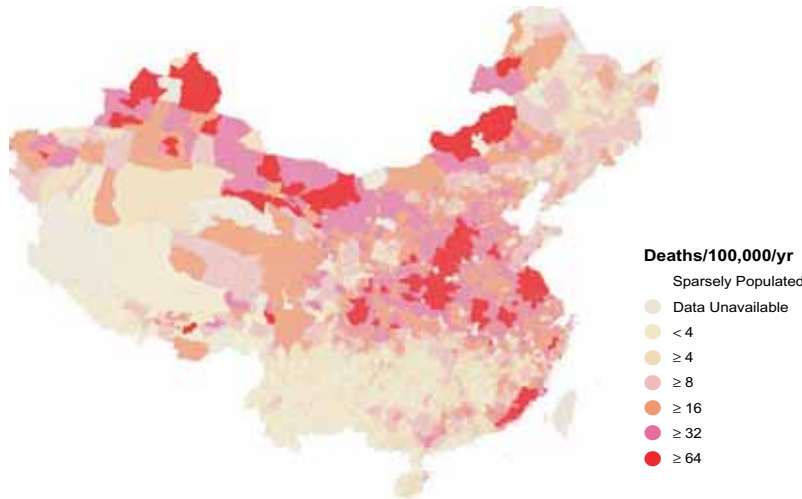 Deaths/100,000/yr
Sparsely Populated
Data Unavailable
< 4
≥ 4
≥ 8
≥ 16
≥ 32
≥ 64